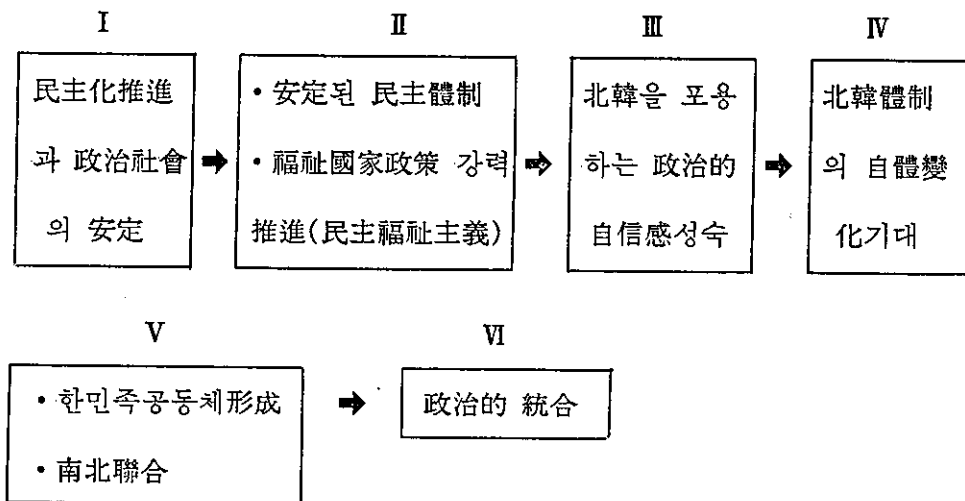 Ⅰ Ⅱ Ⅲ Ⅳ
民主化推進
과 政治社會
의 安定
• 安定된 民主體制
• 福祉國家政策 강력
推進(民主福祉主義)
北韓을 포용
하는 政治的
自信感성숙
北韓體制
의 自體變
化기대
Ⅴ Ⅵ
• 한민족공동체形成
• 南北聯合
政治的 統合